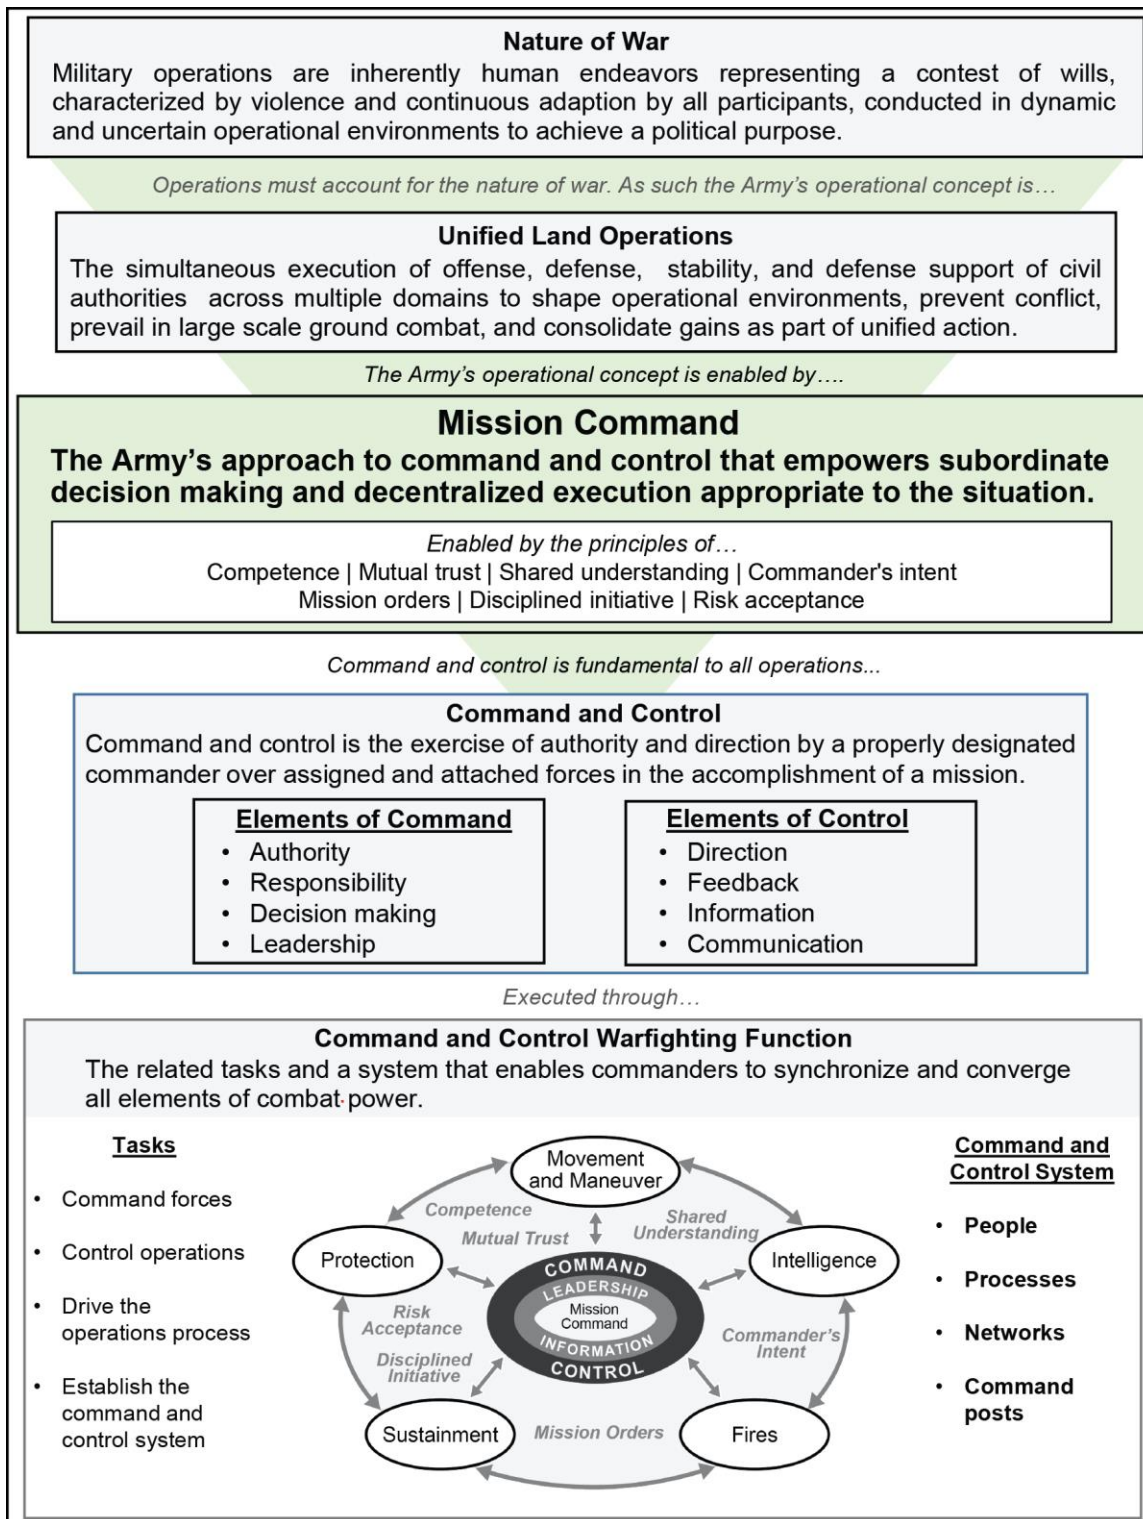 Nature of War
Military operations are inherently human endeavors representing a contest of wills,
characterized by violence and continuous adaption by all participants, conducted in dynamic
and uncertain operational environments to achieve a political purpose.
Operations must account for the nature of war. As such the Army's operational concept is…
Unified Land Operations
The simultaneous execution of offense, defense, stability, and defense support of civil
authorities across multiple domains to shape operational environments, prevent conflict,
prevail in large scale ground combat, and consolidate gains as part of unified action.
The Army's operational concept is enabled by….
Mission Command
The Army's approach to command and control that empowers subordinate
decision making and decentralized execution appropriate to the situation.
Enabled by the principles of…
Competence | Mutual trust | Shared understanding | Commander's intent
Mission orders | Disciplined initiative | Risk acceptance
Command and control is fundamental to all operations...
Command and Control
Command and control is the exercise of authority and direction by a properly designated
commander over assigned and attached forces in the accomplishment of a mission.
Elements of Command
• Authority
• Responsibility
• Decision making
• Leadership
Elements of Control
• Direction
• Feedback
• Information
• Communication
Executed through…
Command and Control Warfighting Function
The related tasks and a system that enables commanders to synchronize and converge
all elements of combat power.
Tasks
• Command forces
• Control operations
• Drive the
operations process
• Establish the
command and
control system
Movement
and Maneuver
Competence
Mutual Trust
Shared
Understanding
Protection
Intelligence
COMMAND
LEADERSHIP
Mission
Command
INFORMATION
CONTROL
Risk
Acceptance
Disciplined
Initiative
Commander's
Intent
Sustainment
Mission Orders
Fires
Command and
Control System
• People
• Processes
• Networks
• Command
posts